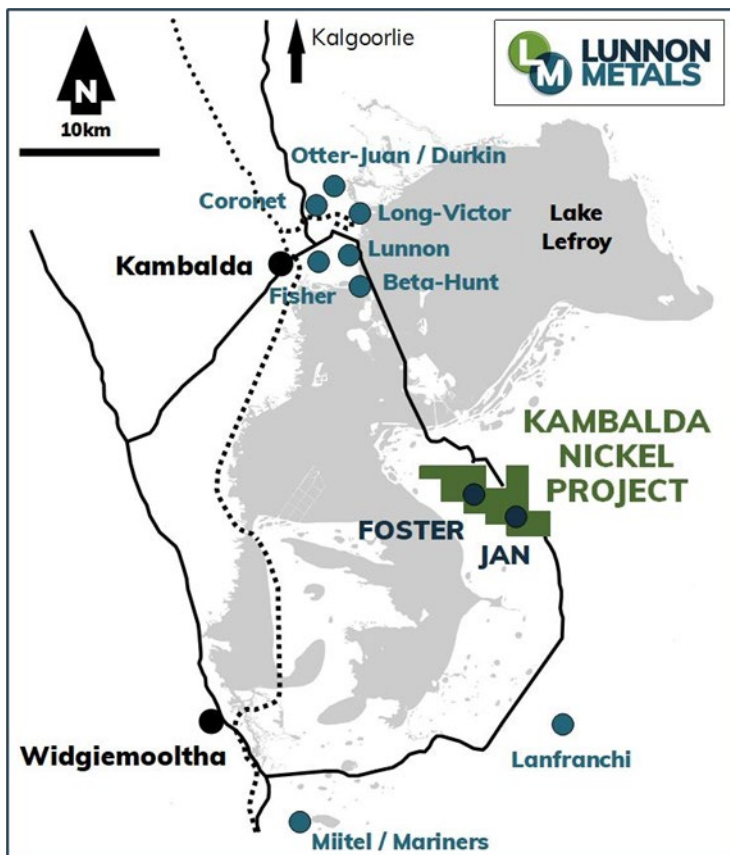 Kalgoorlie
LM
LUNNON
METALS
N
10km
Otter-Juan / Durkin
Coronet
Long-Victor
Lake
Lefroy
Lunnon
Kambalda
Fisher
Beta-Hunt
KAMBALDA
NICKEL
PROJECT
FOSTER
JAN
Widgiemooltha
Lanfranchi
Miitel / Mariners